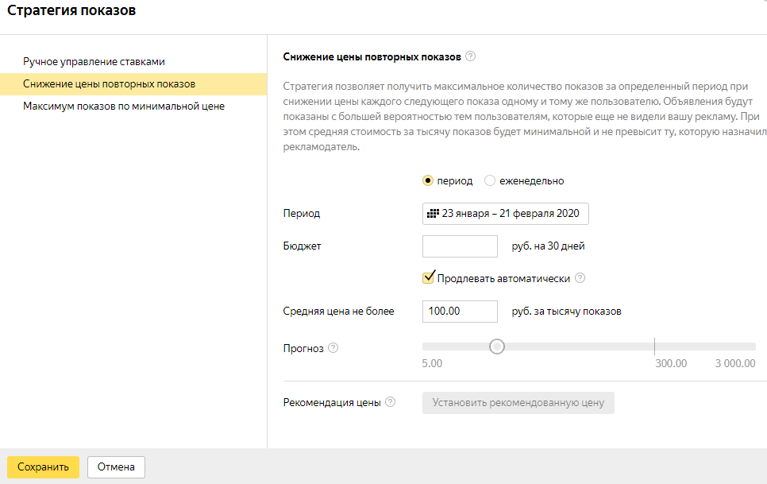 Стратегия показов
Ручное управление ставками
Снижение цены повторных показов
Максимум показов по минимальной цене
Снижение цены повторных показов ?
Стратегия позволяет получить максимальное количество показов за определенный период при
снижении цены каждого следующего показа одному и тому же пользователю. Объявления будут
показаны с большей вероятностью тем пользователям, которые еще не видели вашу рекламу. При
этом средняя стоимость за тысячу показов будет минимальной и не превысит ту, которую назначил
рекламодатель.
период еженедельно
Период 23 января – 21 февраля 2020
Бюджет руб. на 30 дней
Продлевать автоматически ?
Средняя цена не более 100.00 руб. за тысячу показов
Прогноз ?
5.00 300.00 3 000.00
Рекомендация цены ? Установить рекомендованную цену
Сохранить Отмена